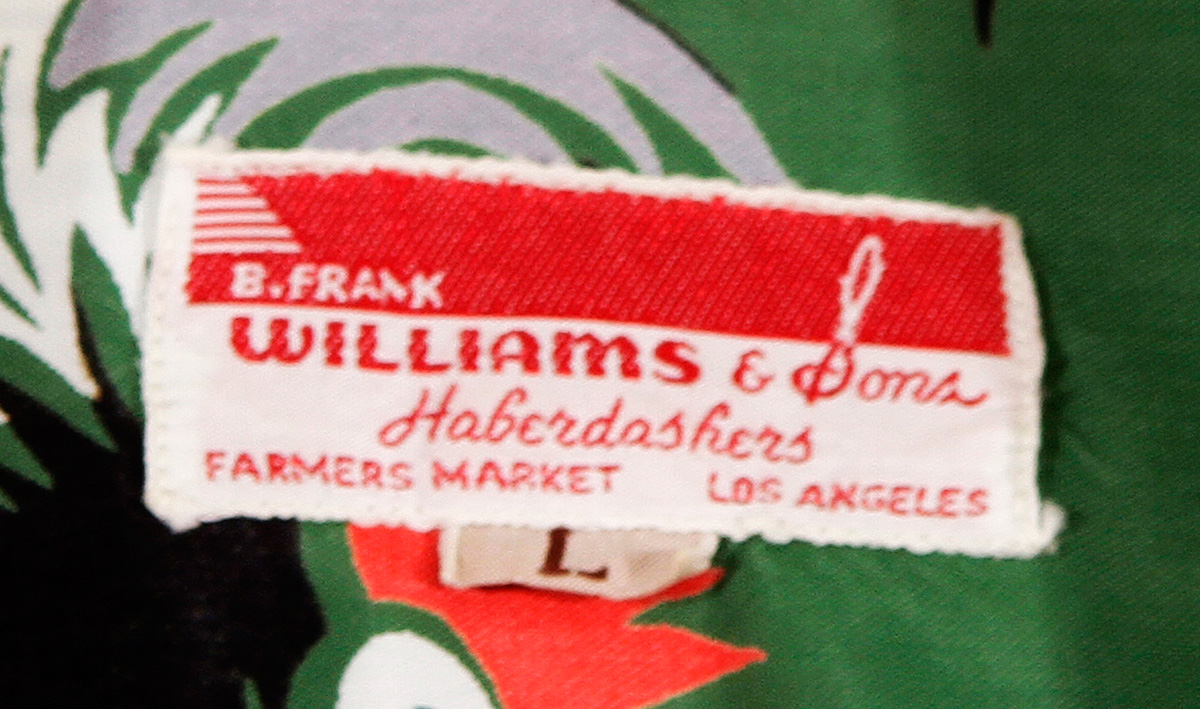 B.FRANK
WILLIAMS & Sons
Haberdashers
FARMERS MARKET LOS ANGELES
L